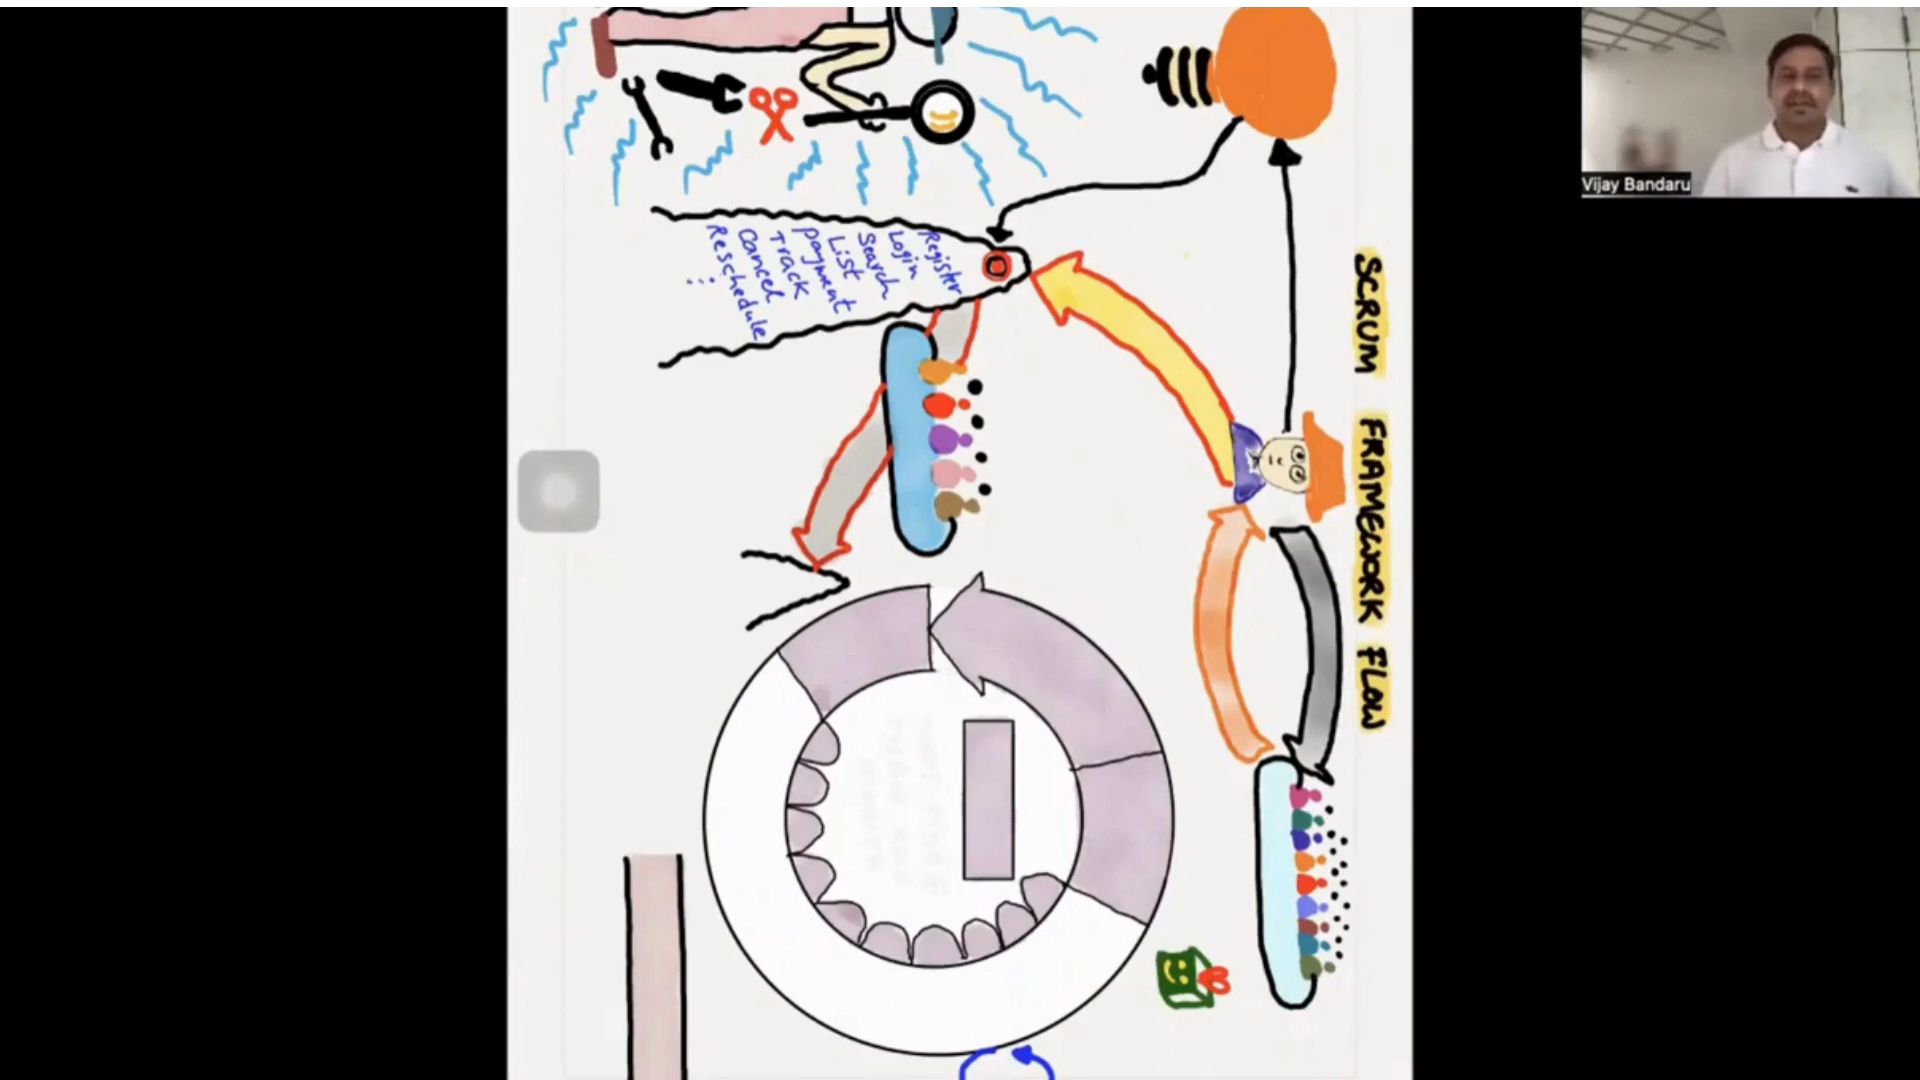 SCRUM FRAMEWORK FLOW
Register
Login
Search
List
payment
Track
Cancel
Reschedule
Vijay Bandaru